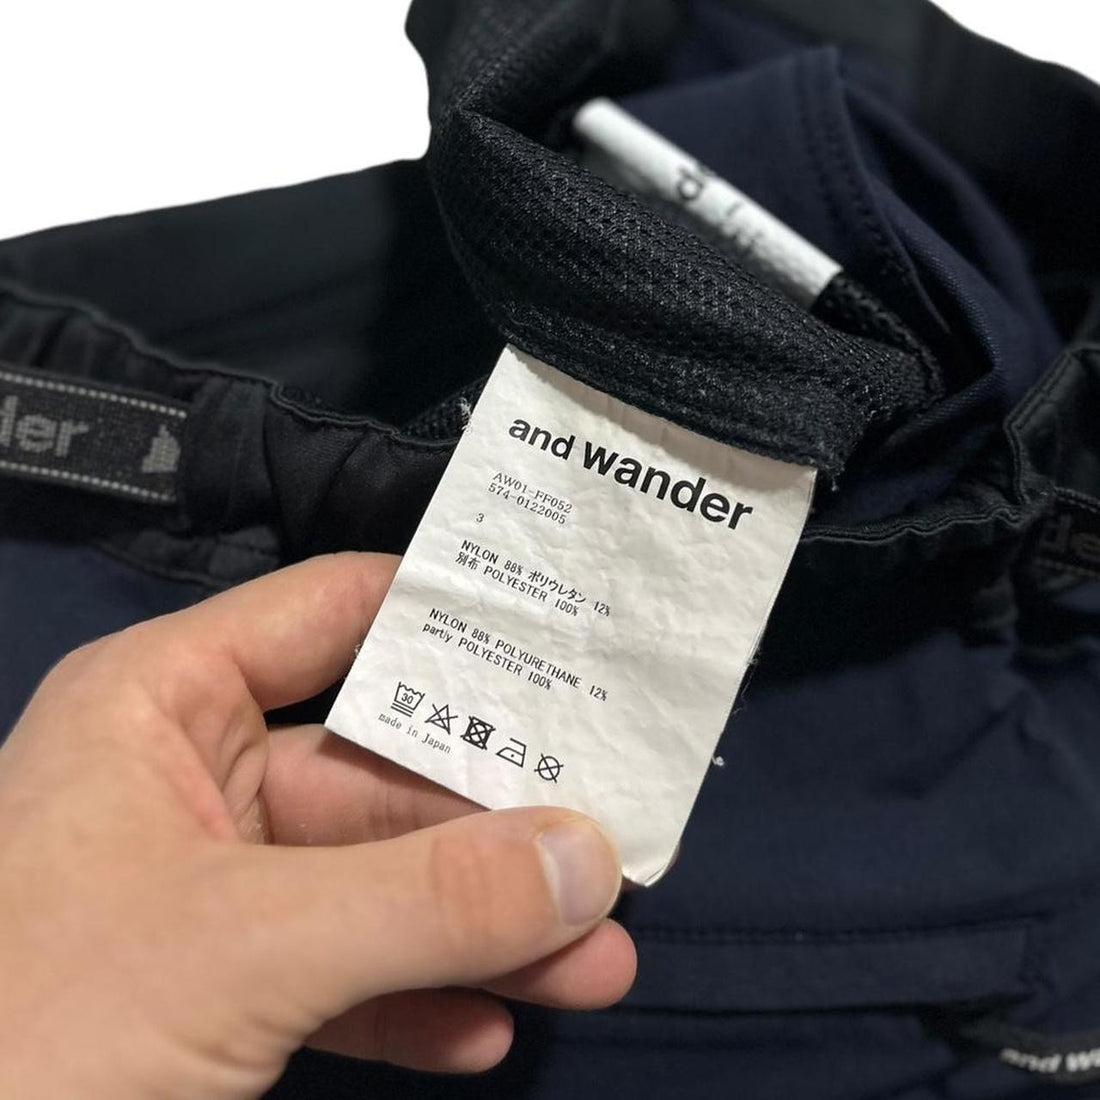 and wander
AW01-FF052
574-0122005
3
NYLON 88% ポリウレタン 12%
別布 POLYESTER 100%
NYLON 88% POLYURETHANE 12%
partly POLYESTER 100%
30
made in Japan
der
and wa